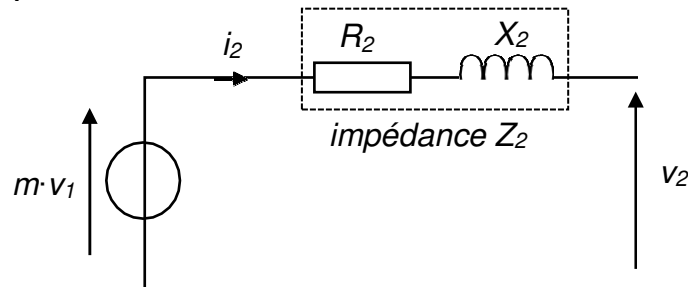 i₂
R₂
X₂
impédance Z₂
m·v₁
v₂